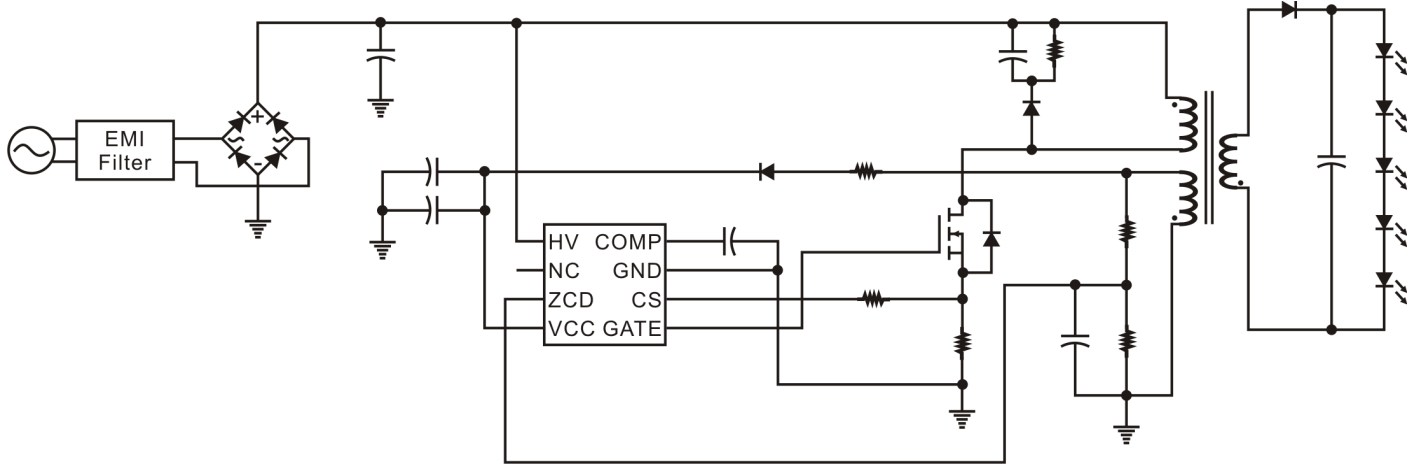 EMI
Filter
+
-
HV COMP
NC GND
ZCD CS
VCC GATE